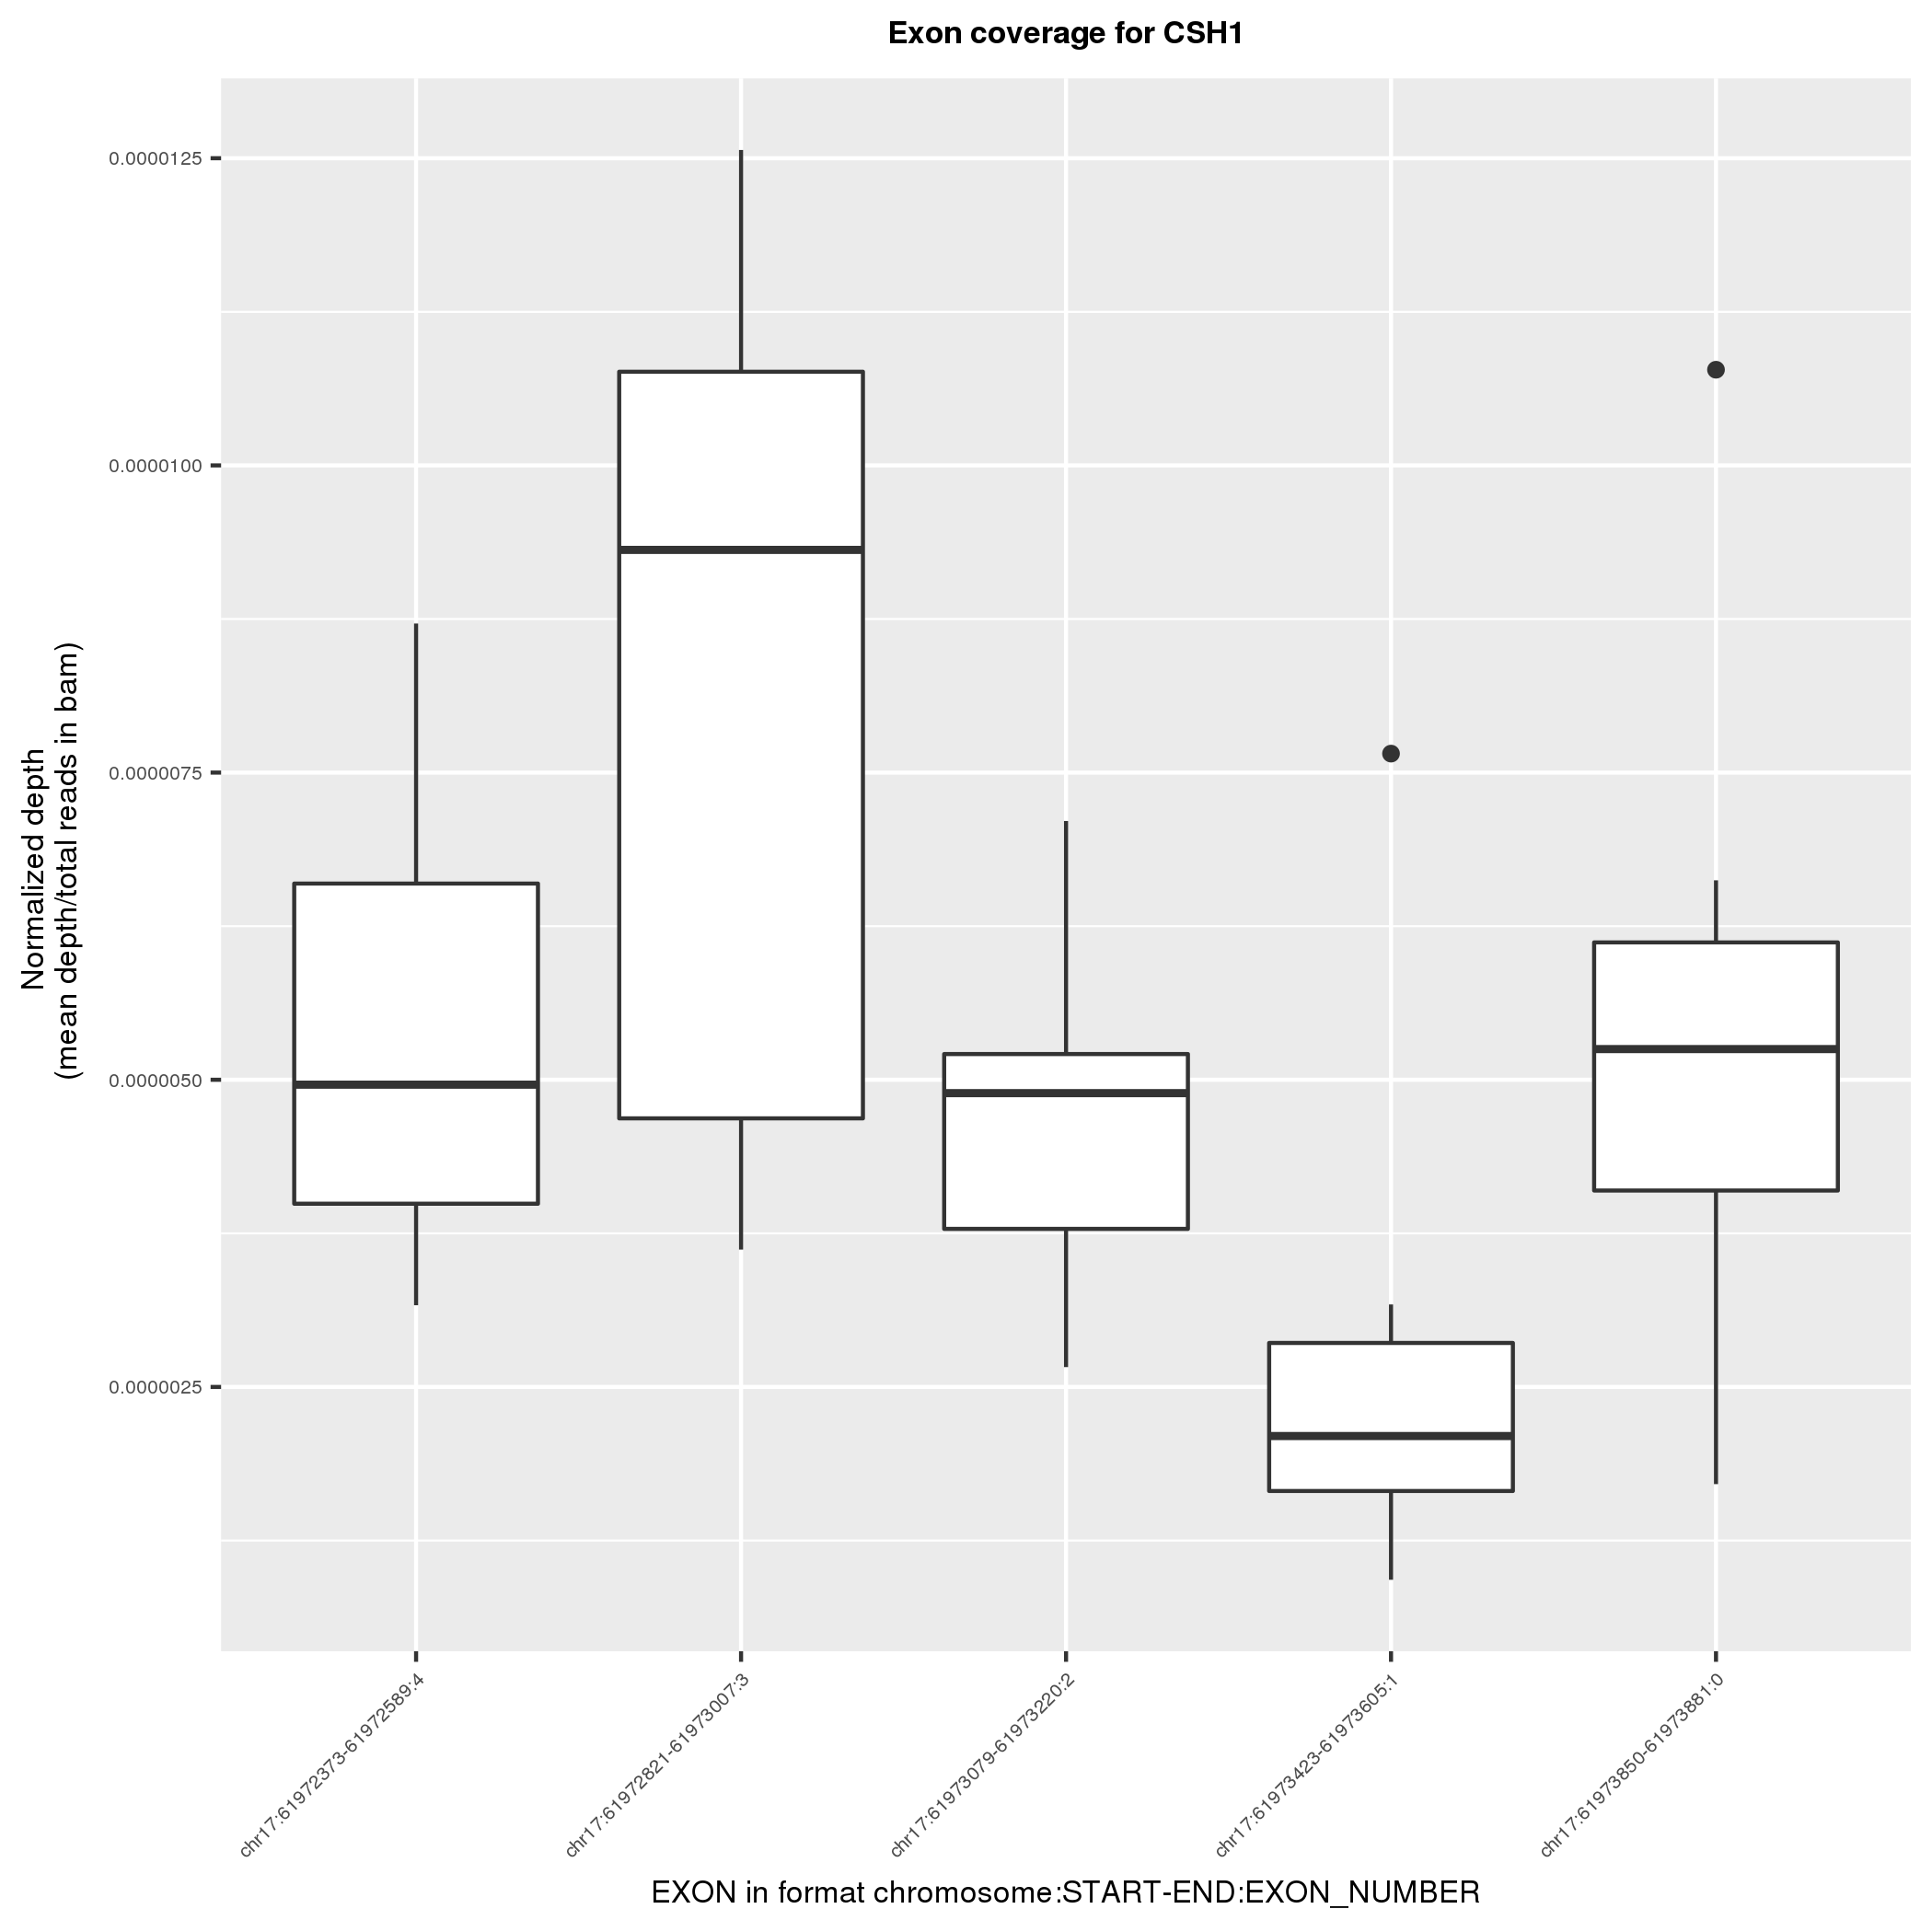 Exon coverage for CSH1
Normalized depth
(mean depth/total reads in bam)
0.0000125
0.0000100
0.0000075
0.0000050
0.0000025
chr17:61972373-61972589:4
chr17:61972821-61973007:3
chr17:61973079-61973220:2
chr17:61973423-61973605:1
chr17:61973850-61973881:0
EXON in format chromosome:START-END:EXON_NUMBER